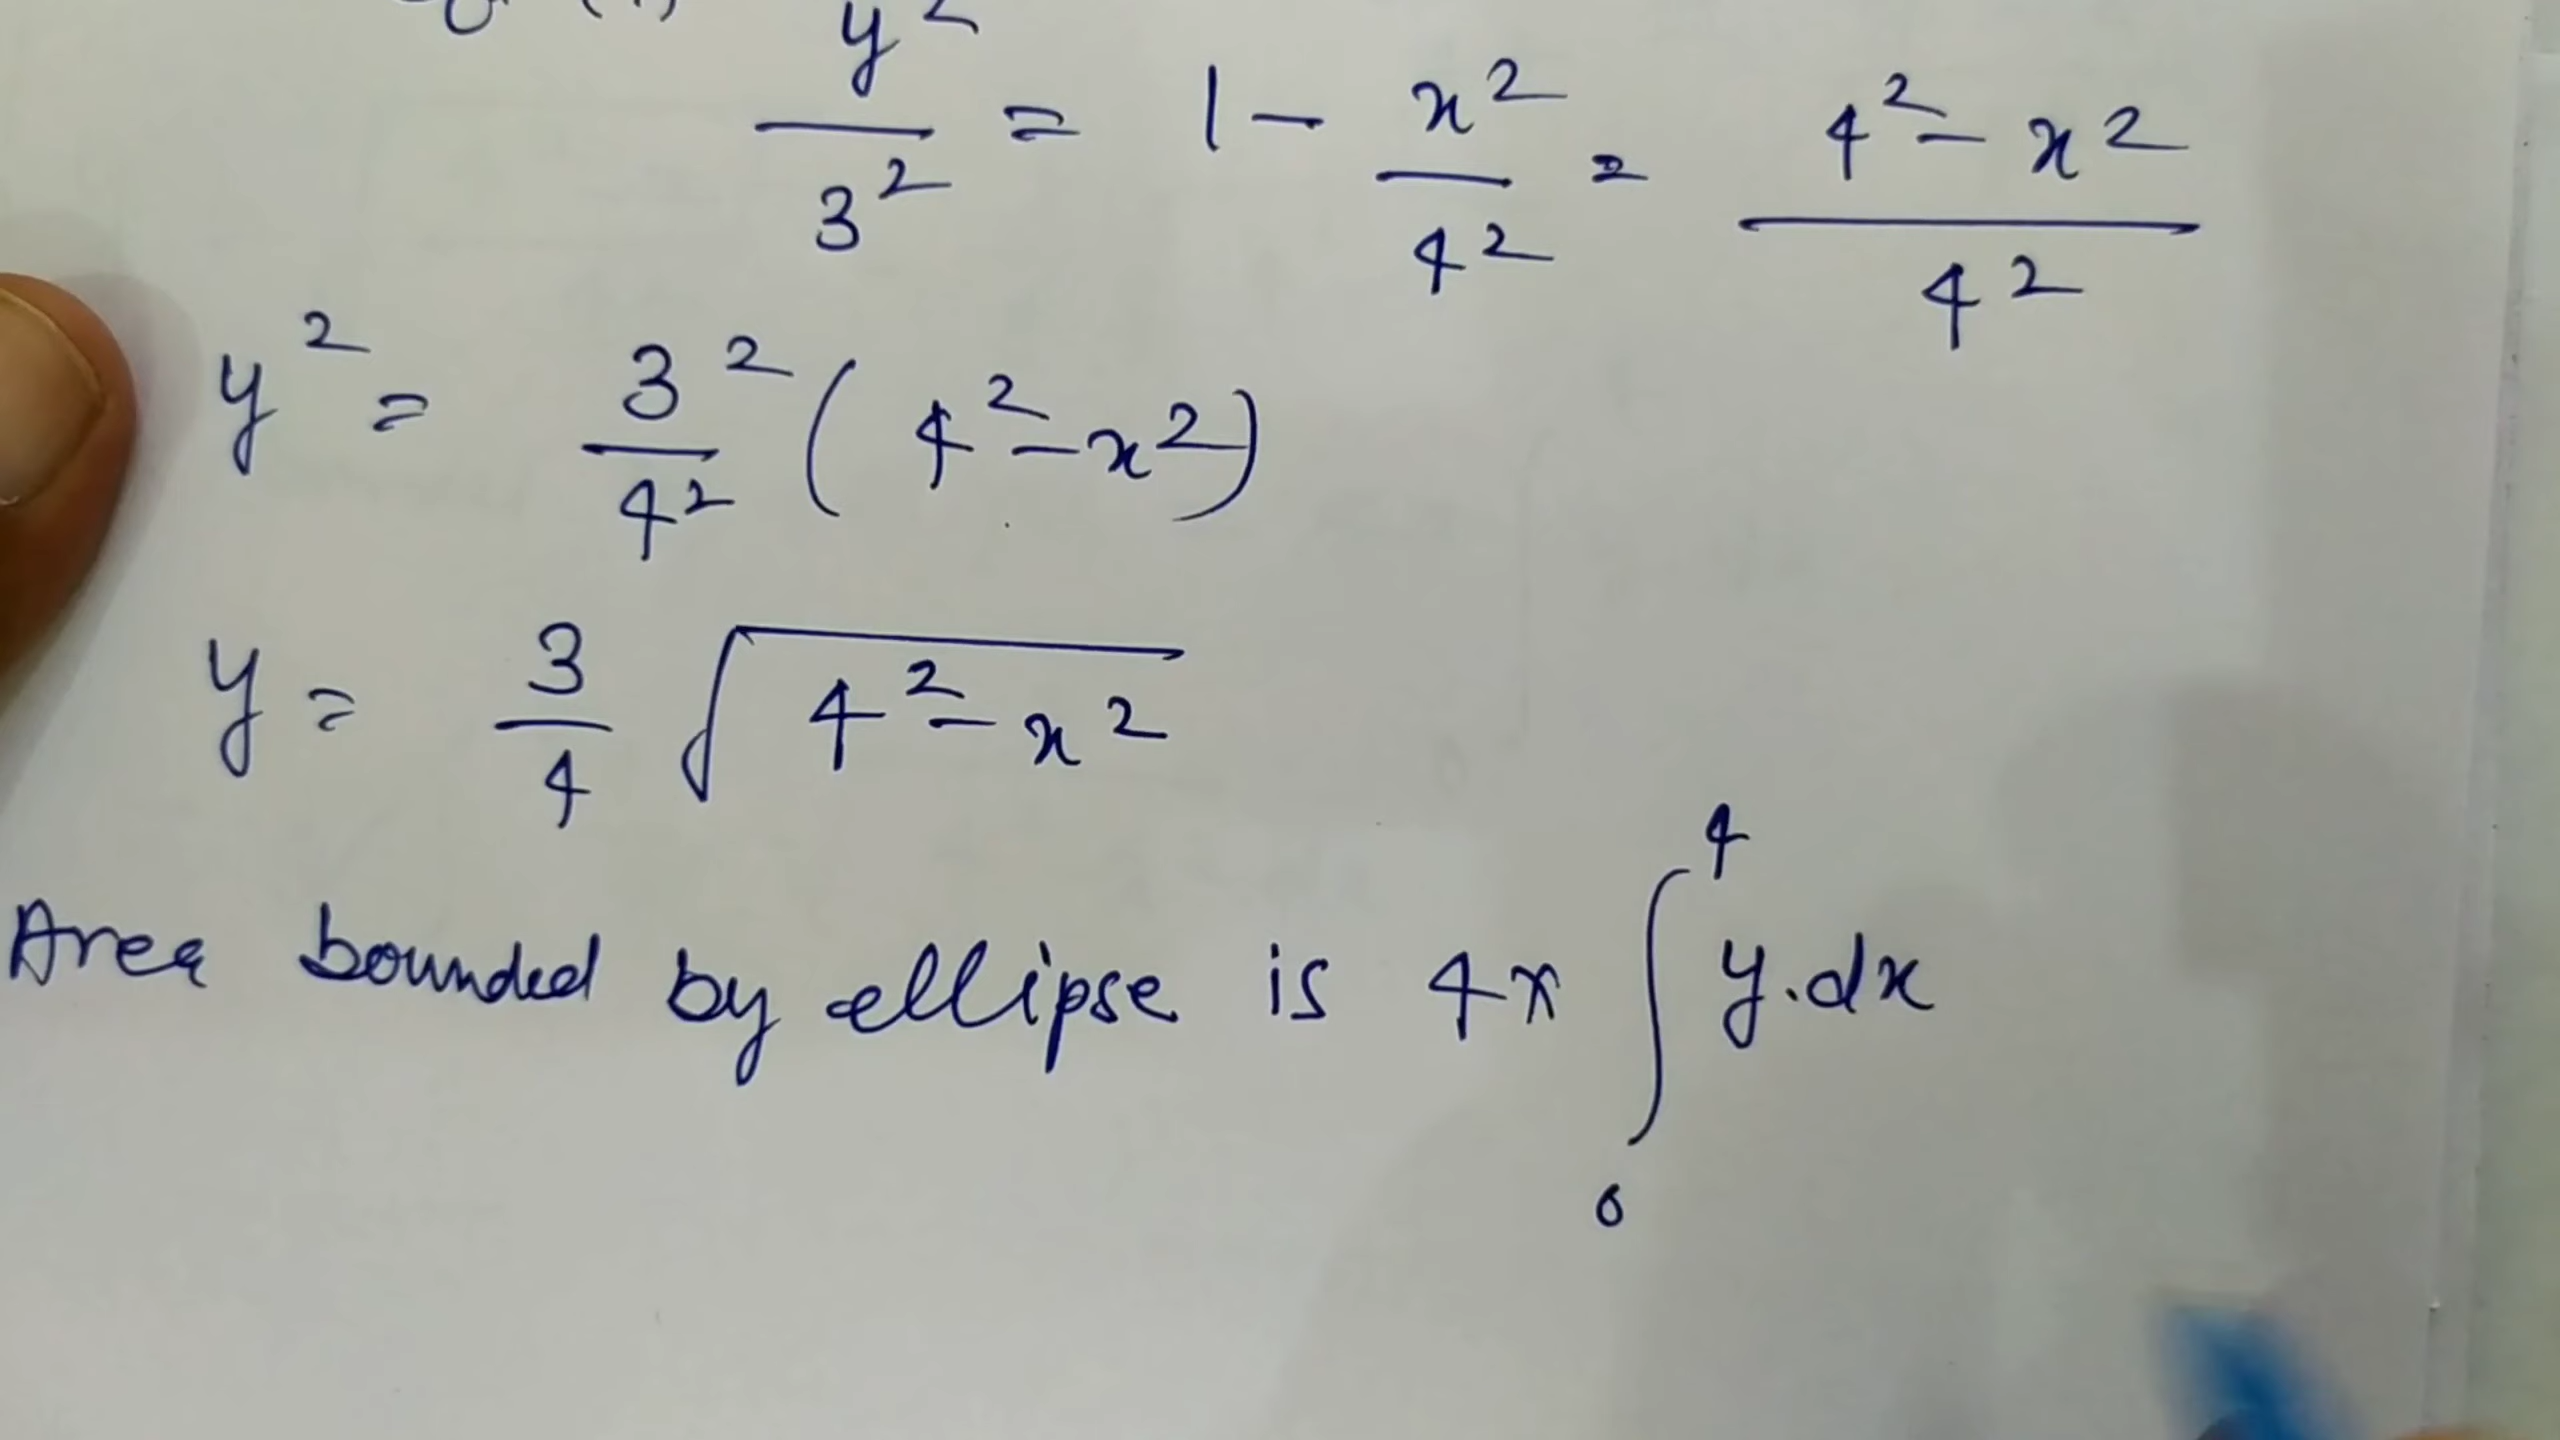 y² / 3² = 1 - x² / 4² = 4² - x² / 4²
y² = 3² / 4² ( 4² - x² )
y = 3 / 4 √ 4² - x²
Area bounded by ellipse is 4 x ∫₀⁴ y.dx